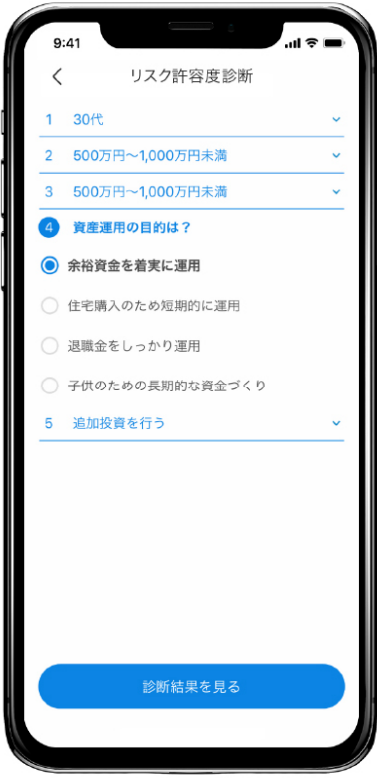 9:41
リスク許容度診断
1 30代
2 500万円〜1,000万円未満
3 500万円〜1,000万円未満
4 資産運用の目的は？
余裕資金を着実に運用
住宅購入のため短期的に運用
退職金をしっかり運用
子供のための長期的な資金づくり
5 追加投資を行う
診断結果を見る